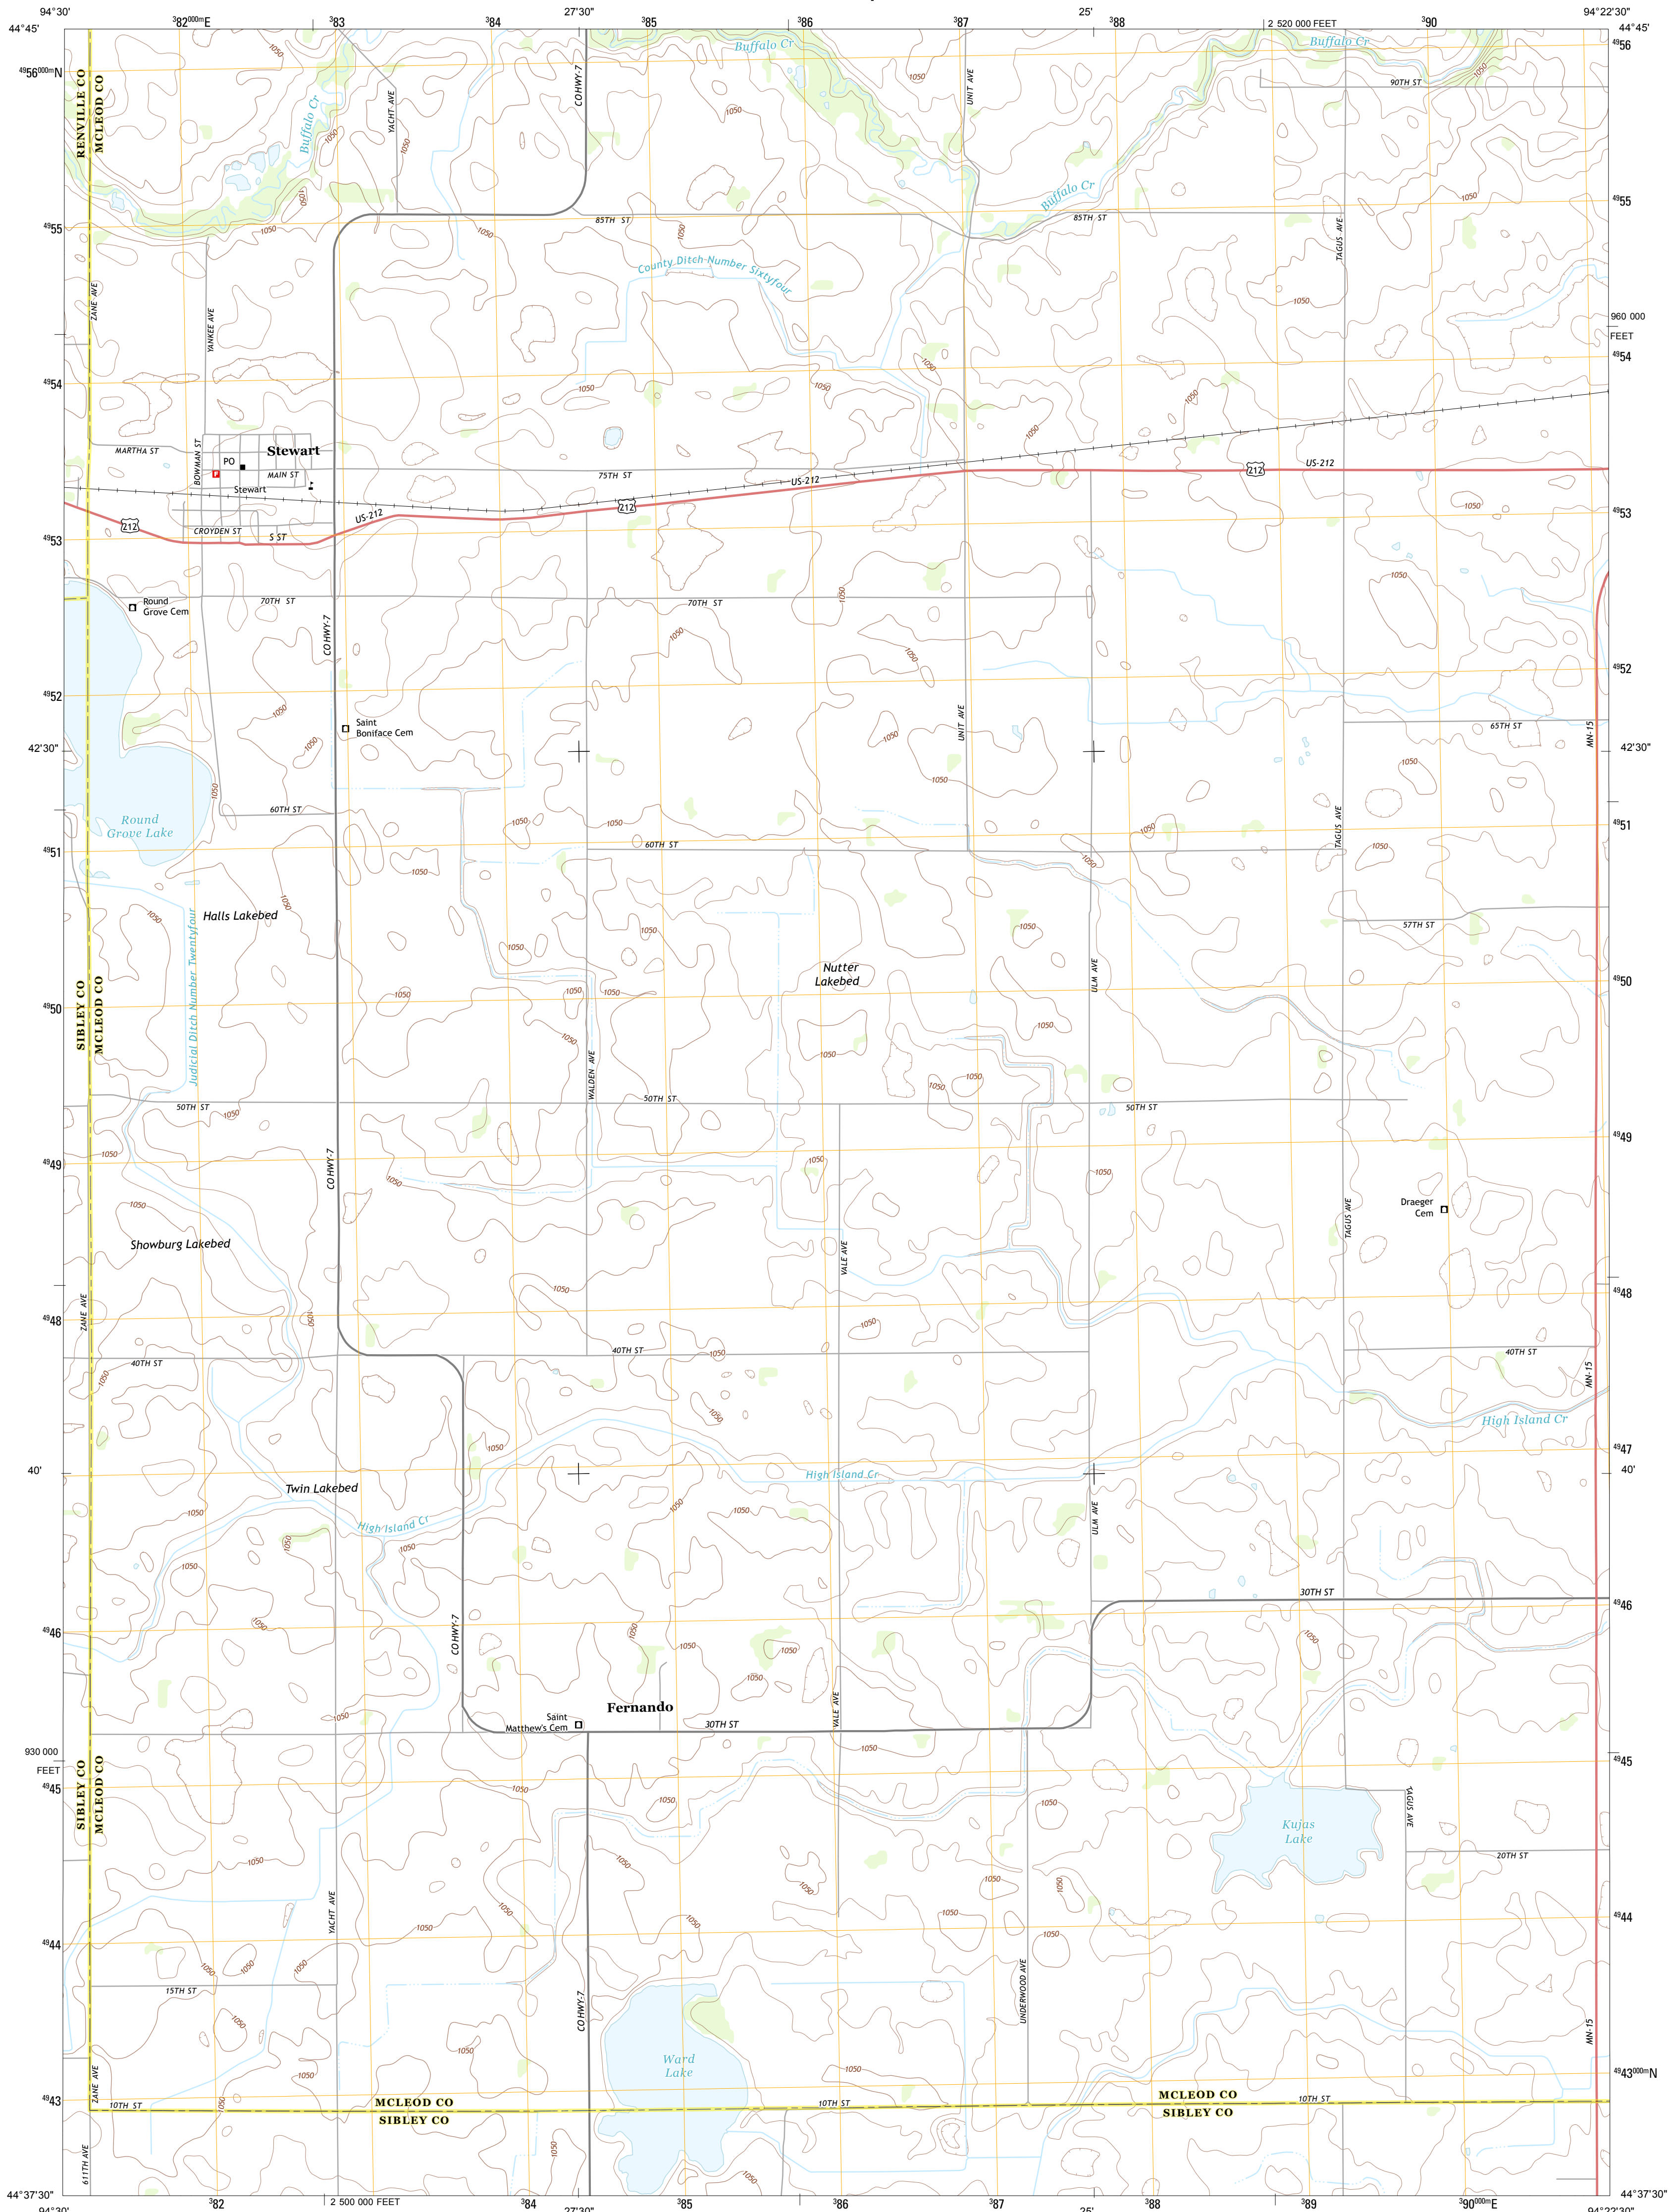 94°30'
³82⁰⁰⁰ᵐE
³83
³84
27'30"
³85
³86
³87
25'
³88
2 520 000 FEET
³90
94°22'30"
44°45'
44°45'
⁴⁹56⁰⁰⁰ᵐN
⁴⁹56
RENVILLE CO
MCLEOD CO
Buffalo Cr
YACHT AVE
CO HWY-7
Buffalo Cr
UNIT AVE
Buffalo Cr
90TH ST
Buffalo Cr
⁴⁹55
⁴⁹55
85TH ST
85TH ST
TAGUS AVE
County Ditch Number Sixtyfour
ZANE AVE
YANKEE AVE
960 000
FEET
⁴⁹54
⁴⁹54
MARTHA ST
BOWMAN ST
PO
F
Stewart
MAIN ST
Stewart
75TH ST
US-212
212
US-212
212
US-212
212
CROYDEN ST
S ST
⁴⁹53
⁴⁹53
Round
Grove Cem
70TH ST
CO HWY-7
70TH ST
⁴⁹52
⁴⁹52
Saint
Boniface Cem
UNIT AVE
65TH ST
MN-15
42'30"
42'30"
Round
Grove Lake
60TH ST
60TH ST
TAGUS AVE
⁴⁹51
⁴⁹51
Halls Lakebed
Judicial Ditch Number Twentyfour
57TH ST
Nutter
Lakebed
ULM AVE
SIBLEY CO
MCLEOD CO
⁴⁹50
⁴⁹50
WALDEN AVE
50TH ST
50TH ST
50TH ST
⁴⁹49
⁴⁹49
CO HWY-7
Showburg Lakebed
VALE AVE
TAGUS AVE
Draeger
Cem
ZANE AVE
⁴⁹48
⁴⁹48
40TH ST
40TH ST
40TH ST
MN-15
High Island Cr
⁴⁹47
40'
40'
High Island Cr
Twin Lakebed
High Island Cr
ULM AVE
30TH ST
⁴⁹46
⁴⁹46
CO HWY-7
Fernando
Saint
Matthew's Cem
30TH ST
VALE AVE
930 000
FEET
⁴⁹45
⁴⁹45
SIBLEY CO
MCLEOD CO
Kujas
Lake
TAGUS AVE
20TH ST
YACHT AVE
⁴⁹44
⁴⁹44
15TH ST
CO HWY-7
UNDERWOOD AVE
MN-15
Ward
Lake
ZANE AVE
⁴⁹43
⁴⁹43⁰⁰⁰ᵐN
10TH ST
MCLEOD CO
SIBLEY CO
10TH ST
MCLEOD CO
SIBLEY CO
10TH ST
611TH AVE
44°37'30"
44°37'30"
³82
2 500 000 FEET
³84
27'30"
³85
³86
³87
25'
³88
³89
³90⁰⁰⁰ᵐE
94°30'
94°22'30"
1050